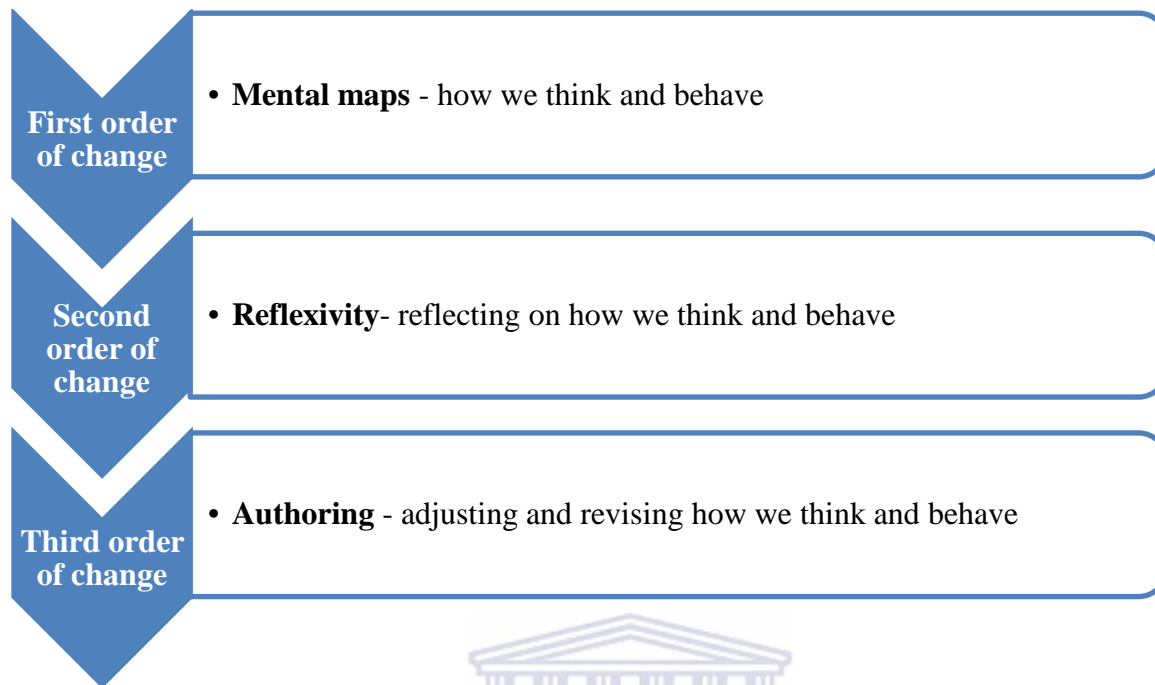 First order
of change
• Mental maps - how we think and behave
Second
order of
change
• Reflexivity- reflecting on how we think and behave
Third order
of change
• Authoring - adjusting and revising how we think and behave